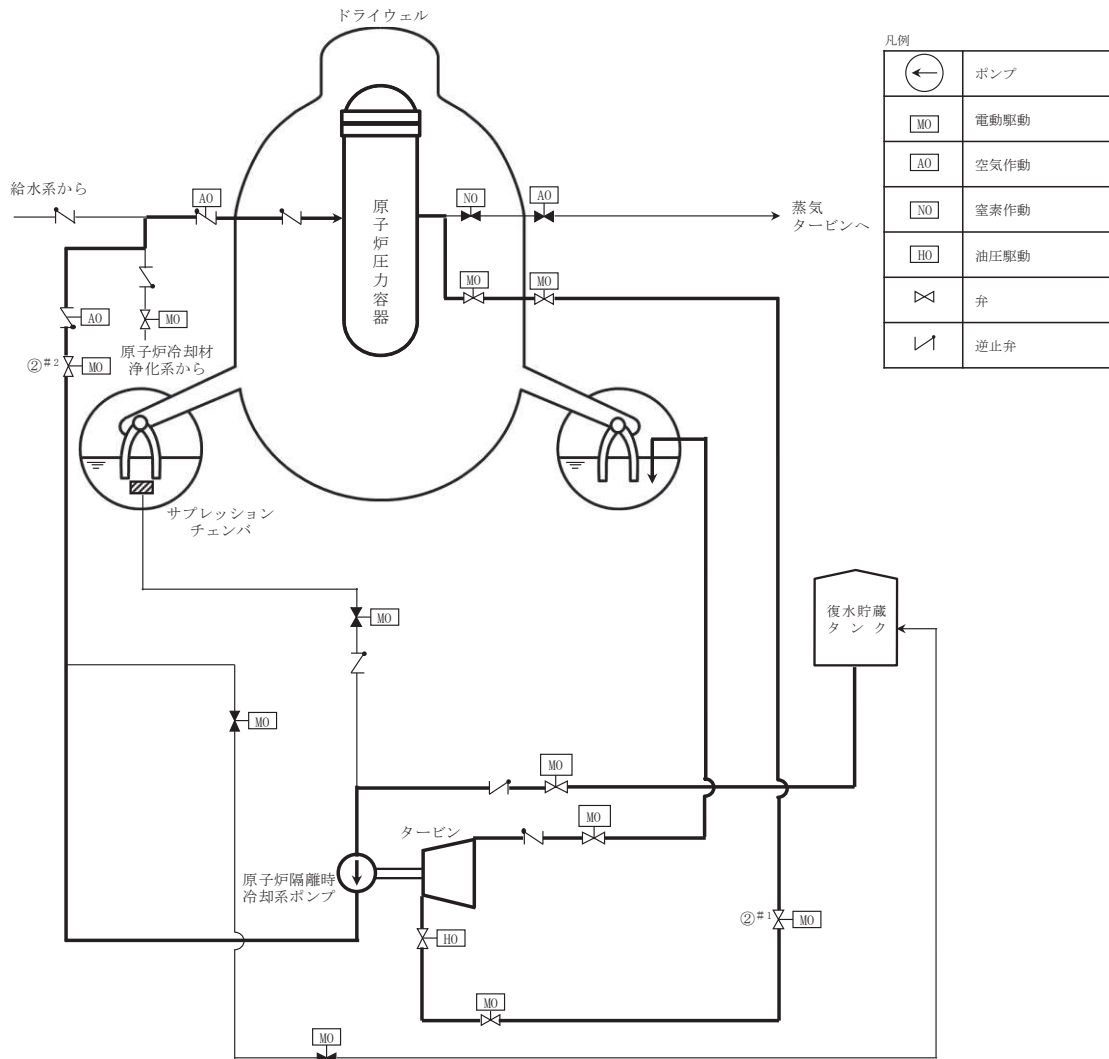 ドライウェル
凡例
ポンプ
MO
電動駆動
AO
空気作動
NO
窒素作動
HO
油圧駆動
弁
逆止弁
給水系から
AO
原子炉圧力容器
NO
AO
蒸気
タービンへ
MO
MO
AO
MO
②#2
MO
原子炉冷却材
浄化系から
サプレッション
チェンバ
MO
復水貯蔵
タンク
MO
MO
MO
タービン
原子炉隔離時
冷却系ポンプ
HO
②#1
MO
MO
MO